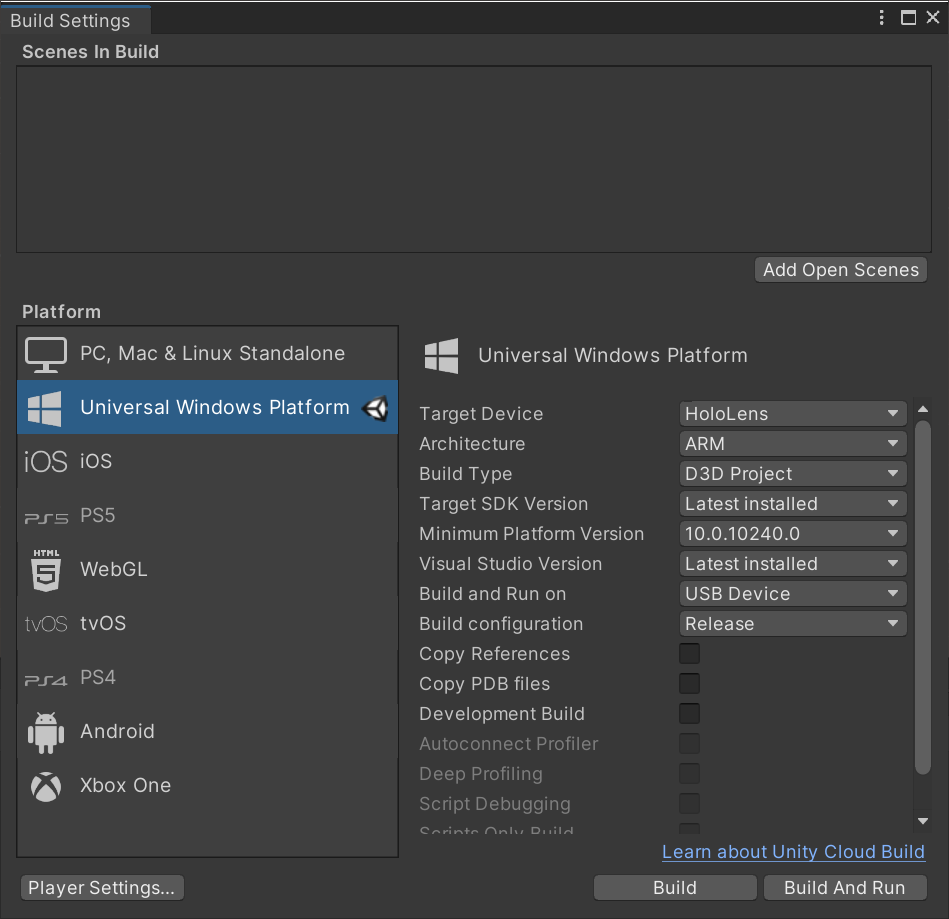 Build Settings
Scenes In Build
Add Open Scenes
Platform
PC, Mac & Linux Standalone
Universal Windows Platform
iOS iOS
PS5 PS5
HTML
5 WebGL
tvOS tvOS
PS4 PS4
Android
Xbox One
Universal Windows Platform
Target Device HoloLens
Architecture ARM
Build Type D3D Project
Target SDK Version Latest installed
Minimum Platform Version 10.0.10240.0
Visual Studio Version Latest installed
Build and Run on USB Device
Build configuration Release
Copy References
Copy PDB files
Development Build
Autoconnect Profiler
Deep Profiling
Script Debugging
Scripts Only Build
Learn about Unity Cloud Build
Player Settings... Build Build And Run